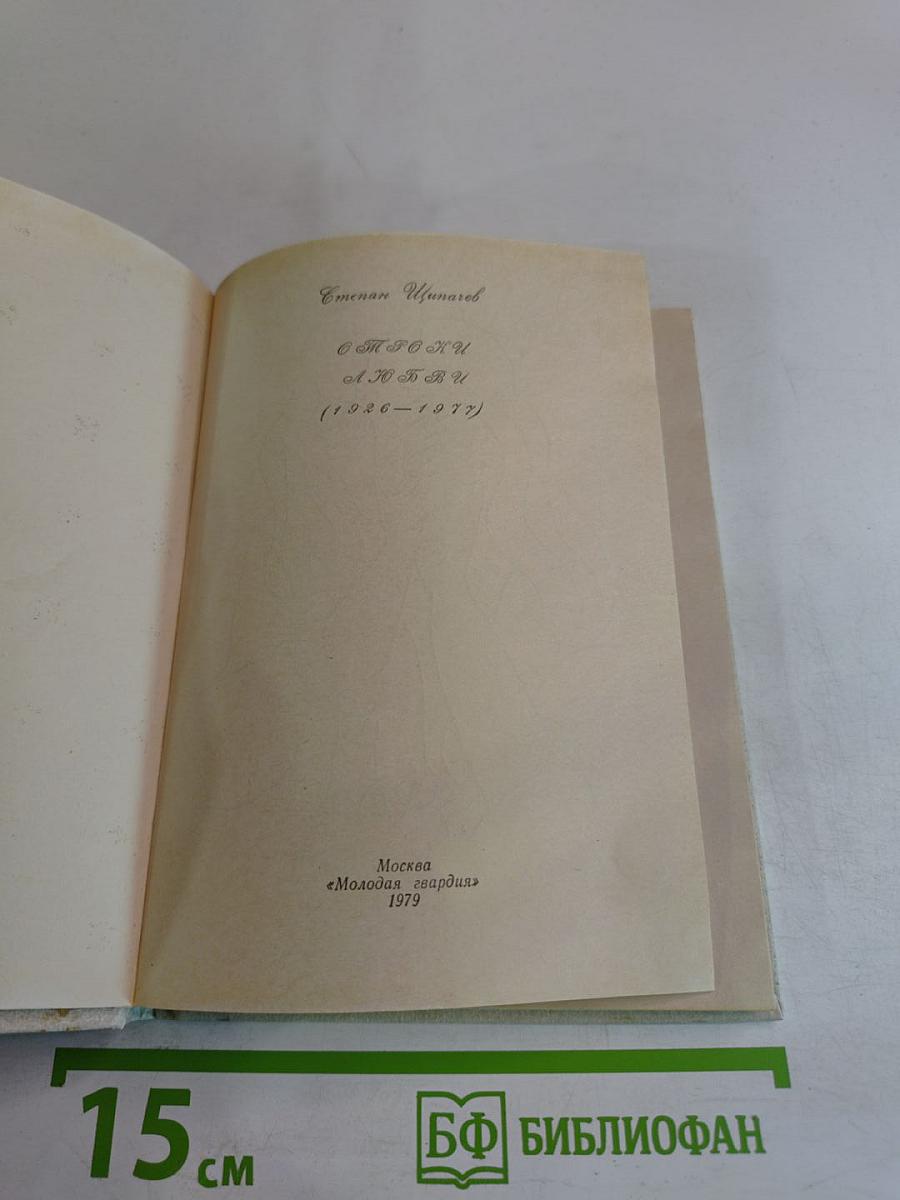 Степан Щипачев
СТРОКИ
ЛЮБВИ
(1926—1977)
Москва
«Молодая гвардия»
1979
15 см
БФ БИБЛИОФАН